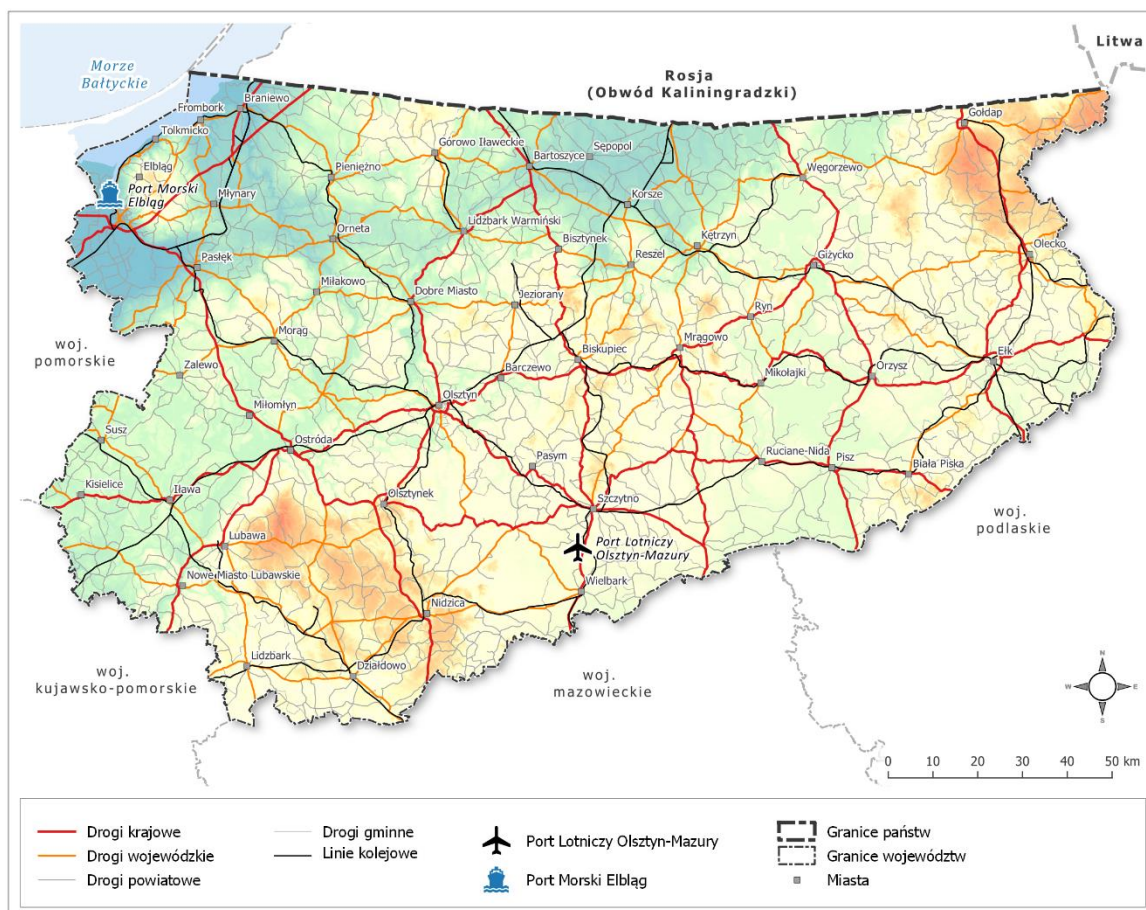 Morze
Bałtyckie
Litwa
Rosja
(Obwód Kaliningradzki)
Braniewo
Frombork
Gołdap
Tolkmicko
Górowo Iławeckie
Sępopol
Bartoszyce
Elbląg
Port Morski
Elbląg
Pieniężno
Węgorzewo
Młynary
Korsze
Lidzbark Warmiński
Orneta
Bisztynek
Kętrzyn
Olecko
Pasłęk
Reszel
Giżycko
Miłakowo
Dobre Miasto
Jeziorany
Ryn
woj.
pomorskie
Morąg
Mrągowo
Biskupiec
Ełk
Zalewo
Barczewo
Mikołajki
Orzysz
Olsztyn
Miłomłyn
Susz
Ostróda
Pasym
Ruciane-Nida
Pisz
Biała Piska
Kisielice
Iława
Olsztynek
Szczytno
woj.
podlaskie
Lubawa
Port Lotniczy
Olsztyn-Mazury
Nowe Miasto Lubawskie
Wielbark
Nidzica
Lidzbark
Działdowo
woj.
kujawsko-pomorskie
woj.
mazowieckie
N
W
E
S
0 10 20 30 40 50 km
Drogi krajowe
Drogi wojewódzkie
Drogi powiatowe
Drogi gminne
Linie kolejowe
Port Lotniczy Olsztyn-Mazury
Port Morski Elbląg
Granice państw
Granice województw
Miasta